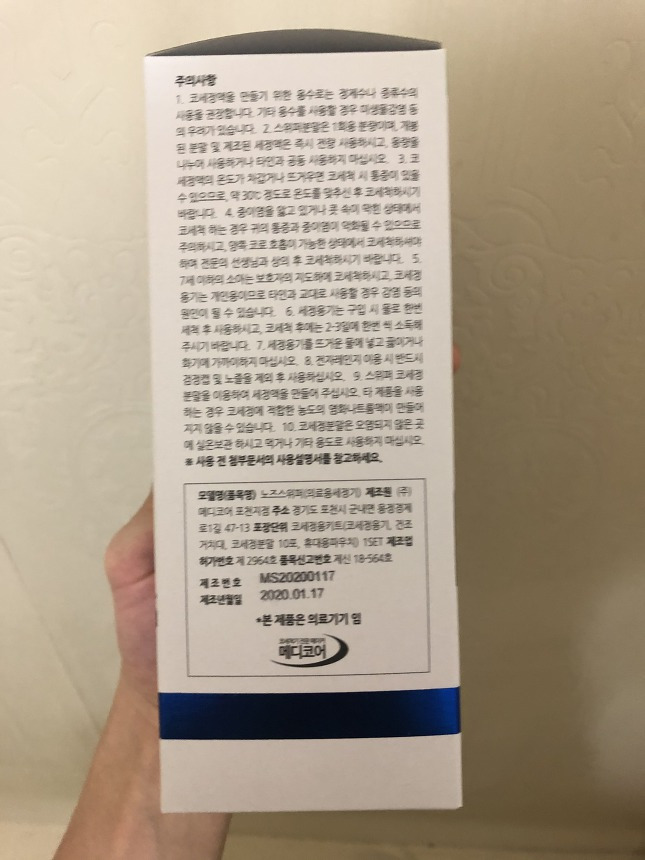 주의사항
1. 코세정액을 만들기 위한 용수로는 정제수나 증류수의
사용을 권장합니다. 기타 용수를 사용할 경우 미생물감염 등
의 우려가 있습니다. 2. 스위퍼분말은 1회용 분량이며, 개봉
된 분말 및 제조된 세정액은 즉시 전량 사용하시고, 용량을
나누어 사용하거나 타인과 공동 사용하지 마십시오. 3. 코
세정액의 온도가 차갑거나 뜨거우면 코세척 시 통증이 있을
수 있으므로, 약 30℃ 정도로 온도를 맞추신 후 코세척하시기
바랍니다. 4. 중이염을 앓고 있거나 콧 속이 막힌 상태에서
코세척 하는 경우 귀의 통증과 중이염이 악화될 수 있으므로
주의하시고, 양쪽 코로 호흡이 가능한 상태에서 코세척하셔야
하며 전문의 선생님과 상의 후 코세척하시기 바랍니다. 5.
7세 이하의 소아는 보호자의 지도하에 코세척하시고, 코세정
용기는 개인용이므로 타인과 교대로 사용할 경우 감염 등의
원인이 될 수 있습니다. 6. 세정용기는 구입 시 물로 한번
세척 후 사용하시고, 코세척 후에는 2-3일에 한번 씩 소독해
주시기 바랍니다. 7. 세정용기를 뜨거운 물에 넣고 끓이거나
화기에 가까이하지 마십시오. 8. 전자레인지 이용 시 반드시
검정캡 및 노즐을 제외 후 사용하십시오. 9. 스위퍼 코세정
분말을 이용하여 세정액을 만들어 주십시오. 타 제품을 사용
하는 경우 코세정에 적합한 농도의 염화나트륨액이 만들어
지지 않을 수 있습니다. 10. 코세정분말은 오염되지 않은 곳
에 실온보관 하시고 먹거나 기타 용도로 사용하지 마십시오.
※ 사용 전 첨부문서의 사용설명서를 참고하세요.
모델명(품목명) 노즈스위퍼(의료용세정기) 제조원 (주)
메디코어 포천지점 주소 경기도 포천시 군내면 용정경제
로1길 47-13 포장단위 코세정용키트(코세정용기, 건조
거치대, 코세정분말 10포, 휴대용파우치) 1SET 제조업
허가번호 제 2964호 품목신고번호 제신 18-564호
제조번호 MS20200117
제조년월일 2020.01.17
*본 제품은 의료기기 임
코세척기 전문 메이커
메디코어